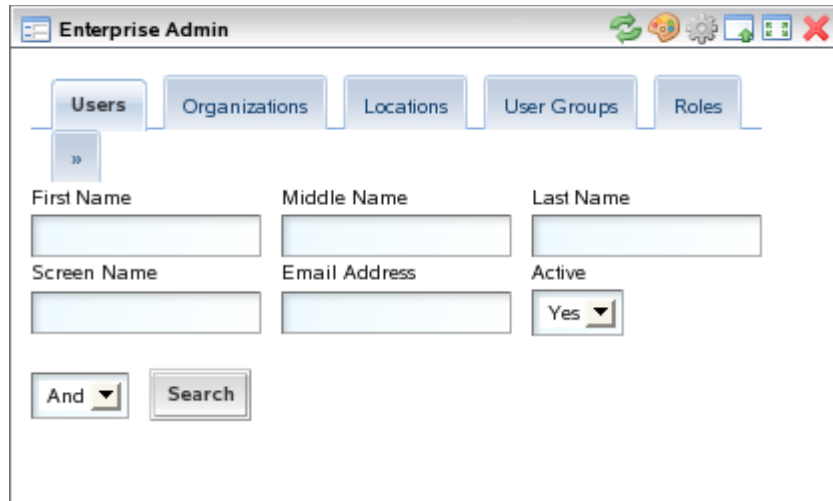 Enterprise Admin
Users Organizations Locations User Groups Roles
»
First Name Middle Name Last Name
Screen Name Email Address Active
Yes
And Search